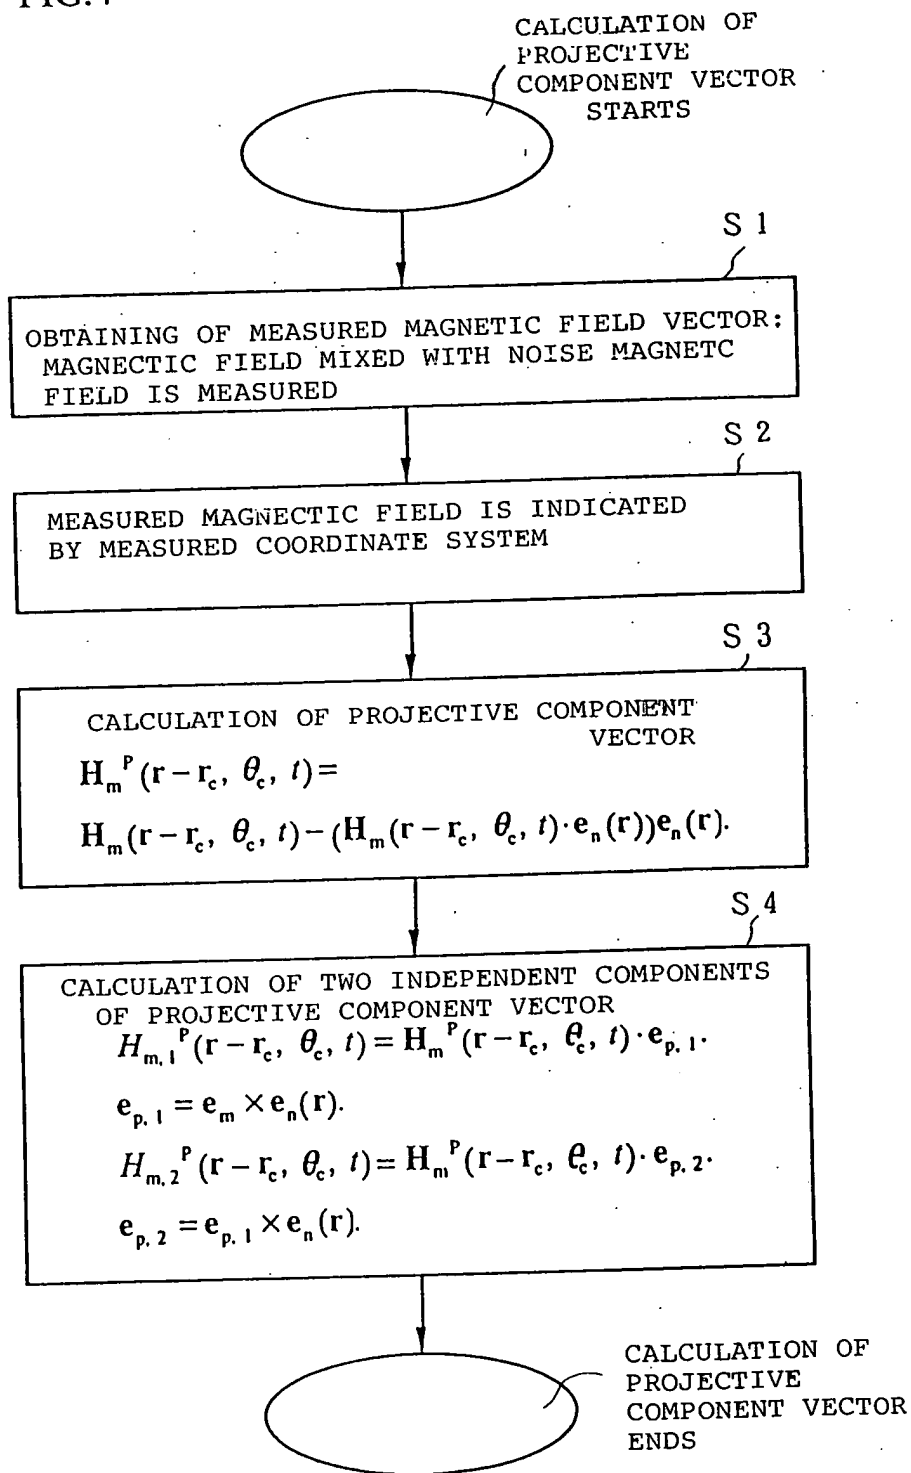 CALCULATION OF
PROJECTIVE
COMPONENT VECTOR
STARTS
S 1
OBTAINING OF MEASURED MAGNETIC FIELD VECTOR:
MAGNECTIC FIELD MIXED WITH NOISE MAGNETC
FIELD IS MEASURED
S 2
MEASURED MAGNECTIC FIELD IS INDICATED
BY MEASURED COORDINATE SYSTEM
S 3
CALCULATION OF PROJECTIVE COMPONENT
VECTOR
H_m^P(r−r_c, θ_c, t)=
H_m(r−r_c, θ_c, t)−(H_m(r−r_c, θ_c, t)·e_n(r))e_n(r).
S 4
CALCULATION OF TWO INDEPENDENT COMPONENTS
OF PROJECTIVE COMPONENT VECTOR
H_{m,1}^P(r−r_c, θ_c, t)=H_m^P(r−r_c, θ_c, t)·e_{p,1}.
e_{p,1}=e_m×e_n(r).
H_{m,2}^P(r−r_c, θ_c, t)=H_m^P(r−r_c, θ_c, t)·e_{p,2}.
e_{p,2}=e_{p,1}×e_n(r).
CALCULATION OF
PROJECTIVE
COMPONENT VECTOR
ENDS